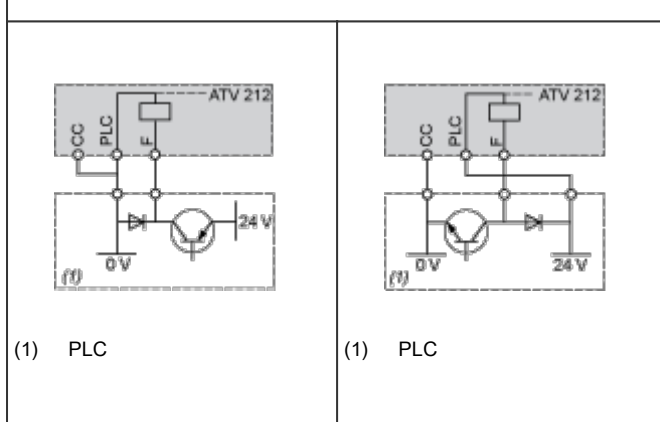 ATV 212
CC
PLC
F
24 V
0 V
(1)
(1) PLC
ATV 212
CC
PLC
F
0 V
24 V
(1)
(1) PLC